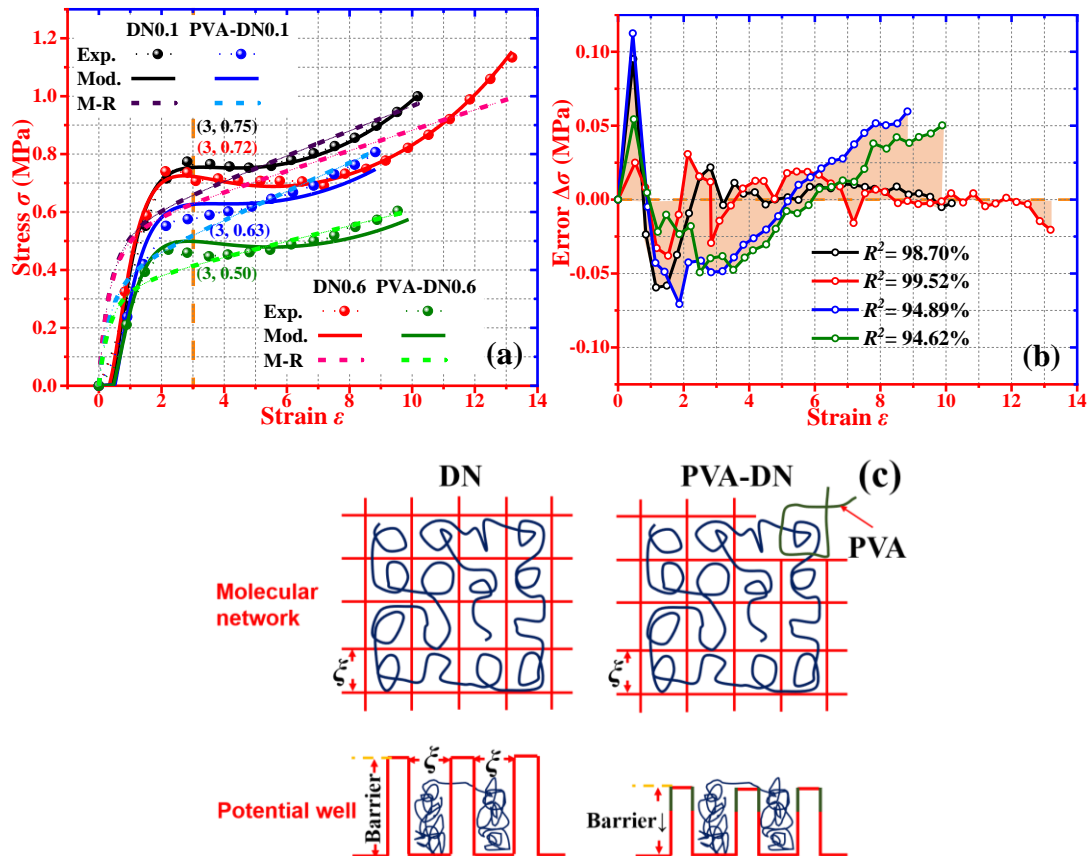 DN0.1 PVA-DN0.1
Exp.
Mod.
M-R
(3, 0.75)
(3, 0.72)
(3, 0.63)
(3, 0.50)
DN0.6 PVA-DN0.6
Exp.
Mod.
M-R
(a)
Stress σ (MPa)
1.2
1.0
0.8
0.6
0.4
0.2
0.0
0 2 4 6 8 10 12 14
Strain ε
Error Δσ (MPa)
0.10
0.05
0.00
-0.05
-0.10
R² = 98.70%
R² = 99.52%
R² = 94.89%
R² = 94.62%
(b)
0 2 4 6 8 10 12 14
Strain ε
DN PVA-DN (c)
PVA
Molecular
network
ξ ξ
Potential well
Barrier
ξ ξ
Barrier↓